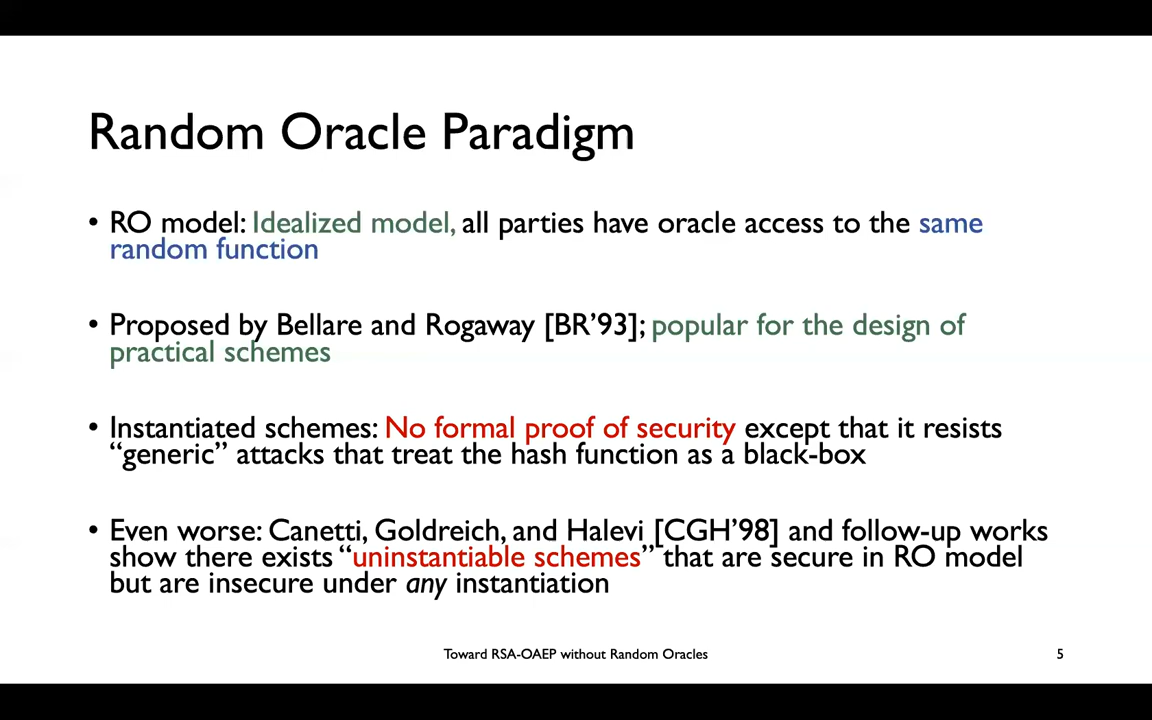 Random Oracle Paradigm
• RO model: Idealized model, all parties have oracle access to the same
random function
• Proposed by Bellare and Rogaway [BR’93]; popular for the design of
practical schemes
• Instantiated schemes: No formal proof of security except that it resists
“generic” attacks that treat the hash function as a black-box
• Even worse: Canetti, Goldreich, and Halevi [CGH’98] and follow-up works
show there exists “uninstantiable schemes” that are secure in RO model
but are insecure under any instantiation
Toward RSA-OAEP without Random Oracles
5